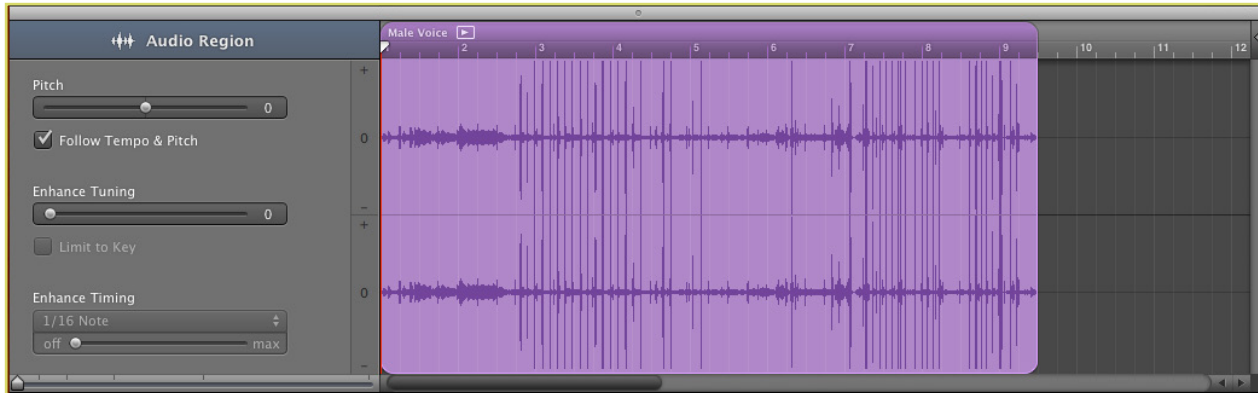 Audio Region
Male Voice
2 3 4 5 6 7 8 9 10 11 12
Pitch
0
Follow Tempo & Pitch
Enhance Tuning
0
Limit to Key
Enhance Timing
1/16 Note
off max
+
0
−
+
0
−